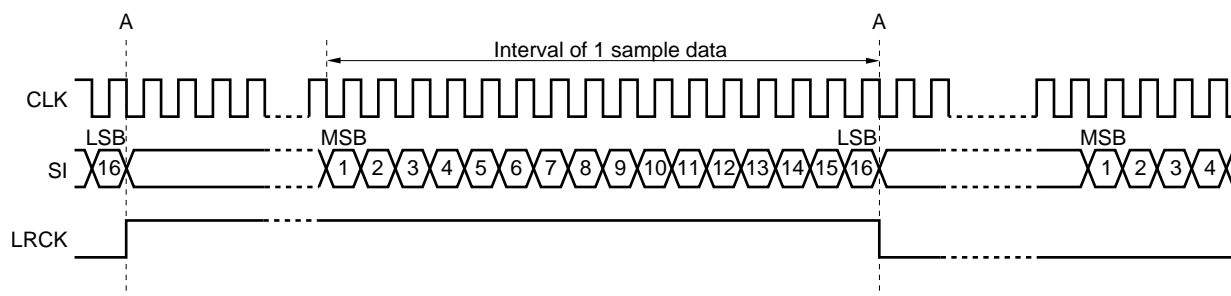 A A
Interval of 1 sample data
CLK
LSB MSB LSB MSB
SI 16 1 2 3 4 5 6 7 8 9 10 11 12 13 14 15 16 1 2 3 4
LRCK